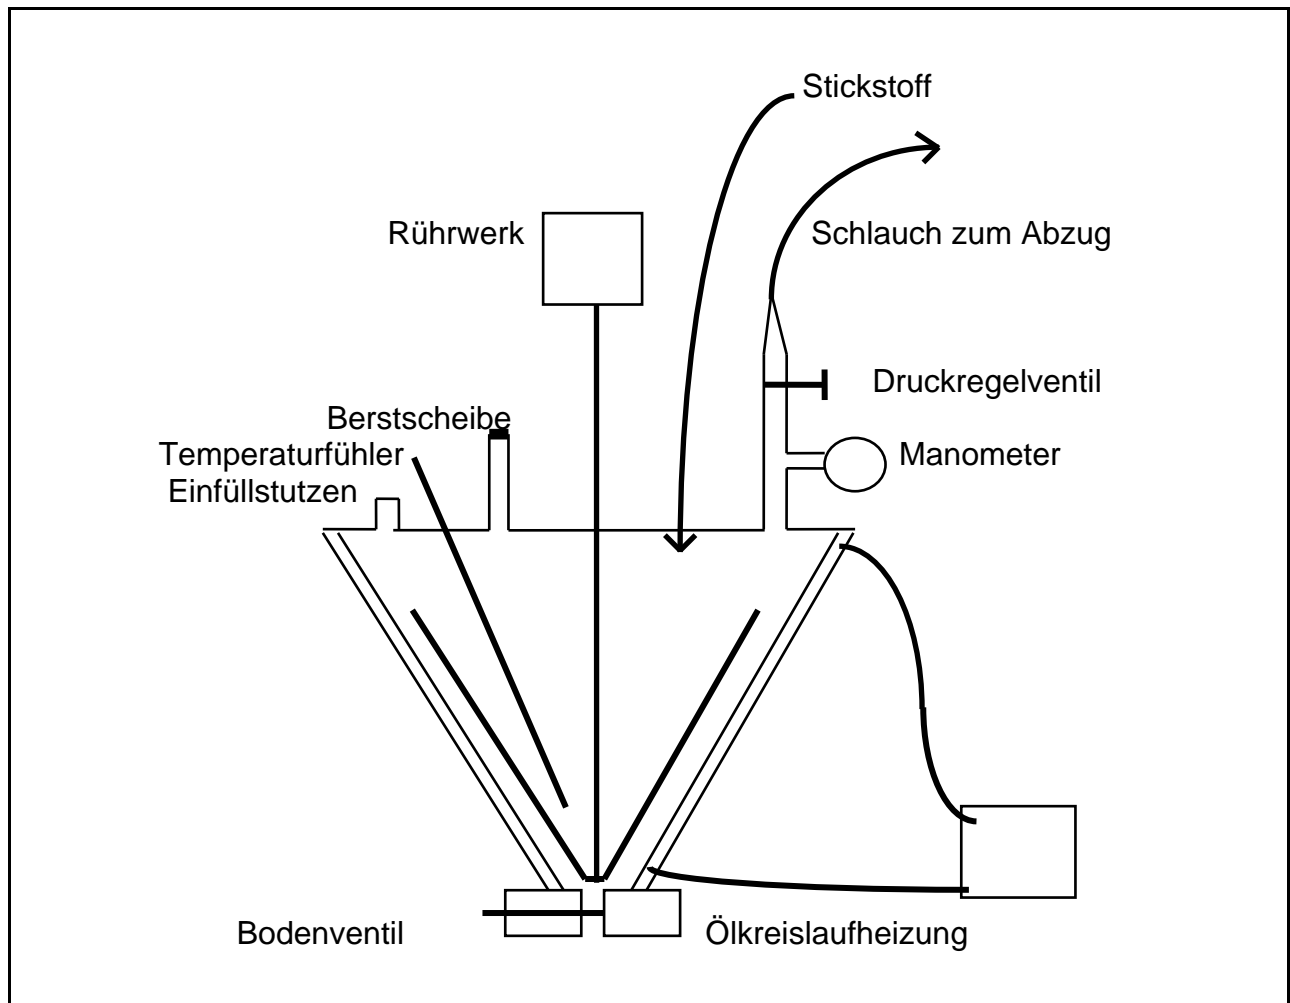 Stickstoff
Rührwerk
Schlauch zum Abzug
Druckregelventil
Berstscheibe
Temperaturfühler
Manometer
Einfüllstutzen
Bodenventil
Ölkreislaufheizung